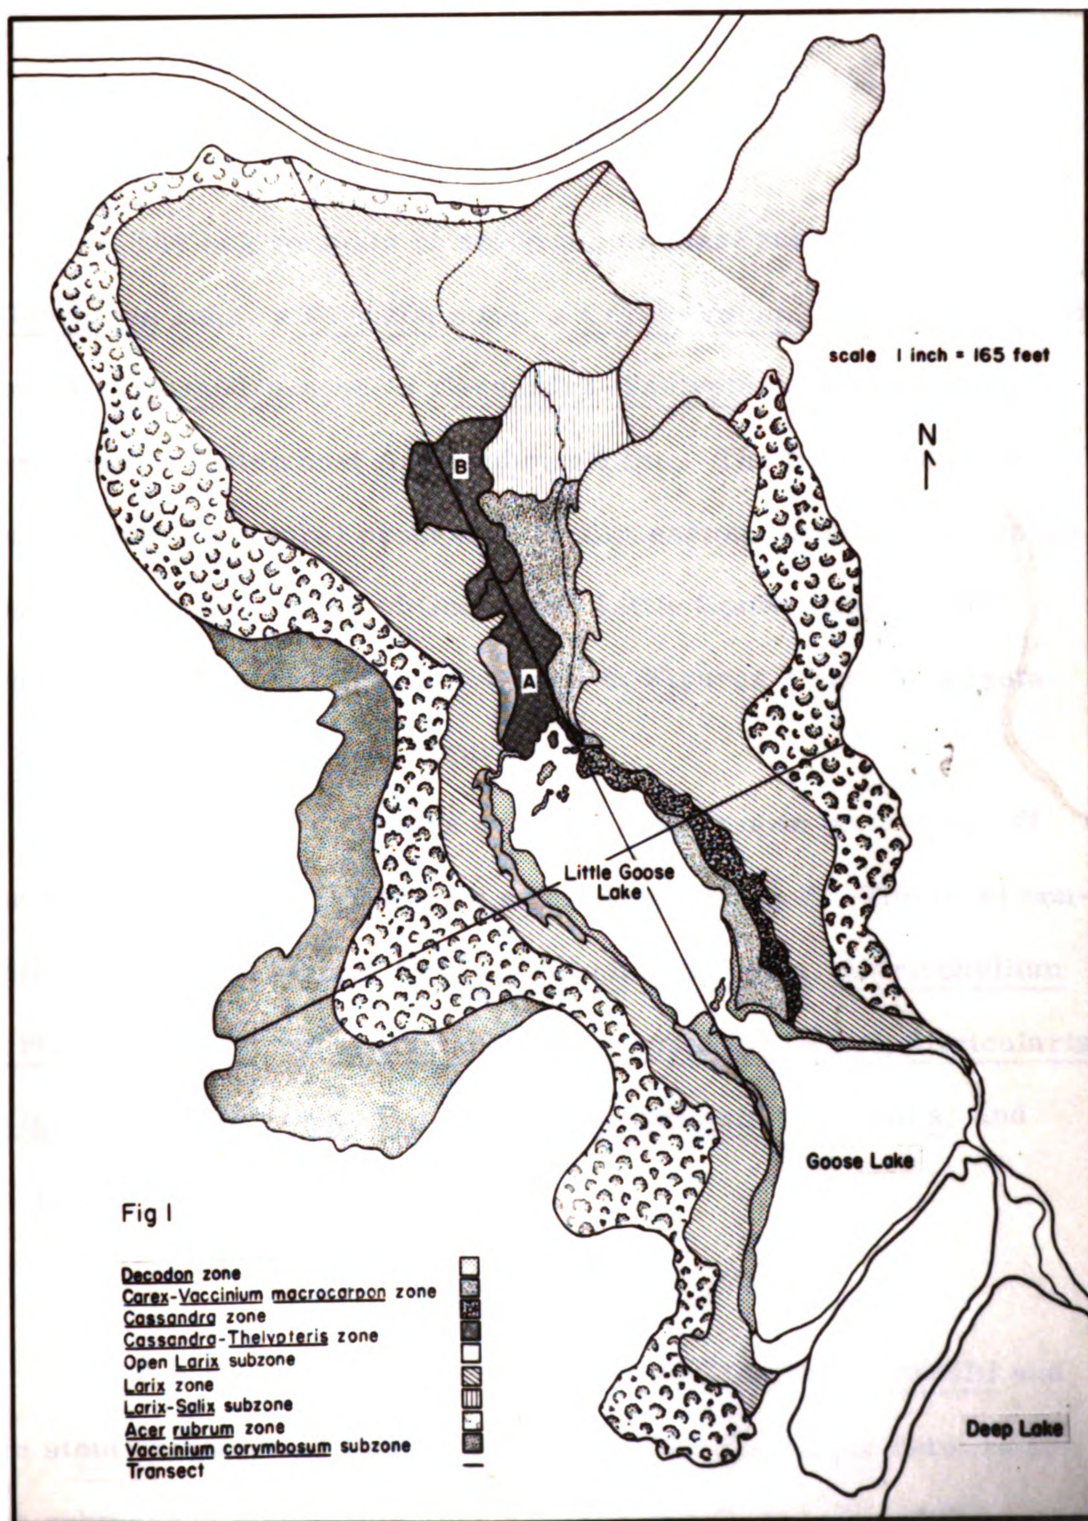 scale 1 inch = 165 feet
N
B
A
Little Goose
Lake
Goose Lake
Fig 1
Decodon zone
Carex-Vaccinium macrocarpon zone
Cassandra zone
Cassandra-Thelypteris zone
Open Larix subzone
Larix zone
Larix-Salix subzone
Acer rubrum zone
Vaccinium corymbosum subzone
Transect
Deep Lake